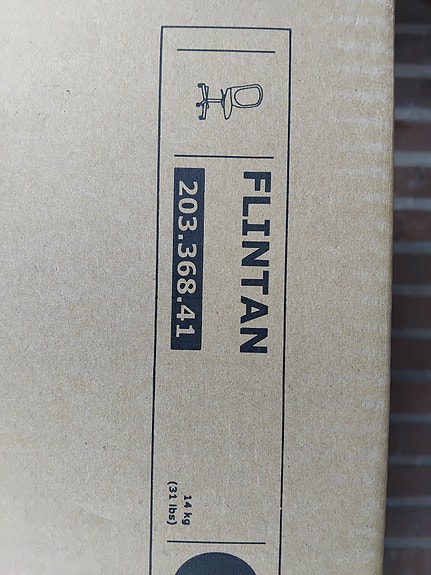 FLINTAN
203.368.41
14 kg
(31 lbs)